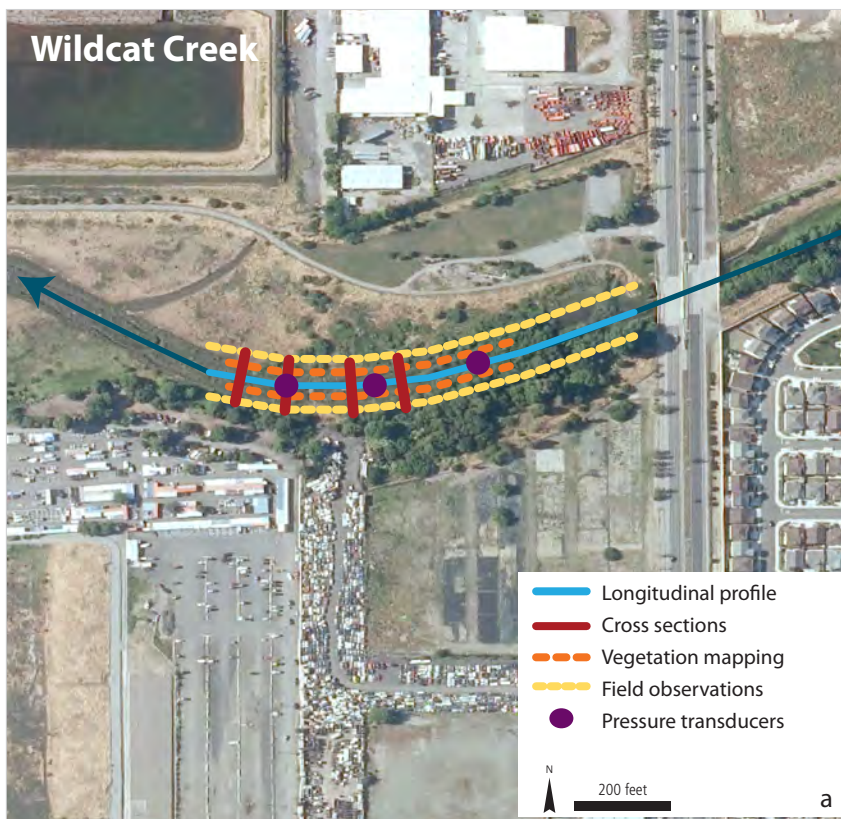 Wildcat Creek
Longitudinal profile
Cross sections
Vegetation mapping
Field observations
Pressure transducers
N
200 feet
a